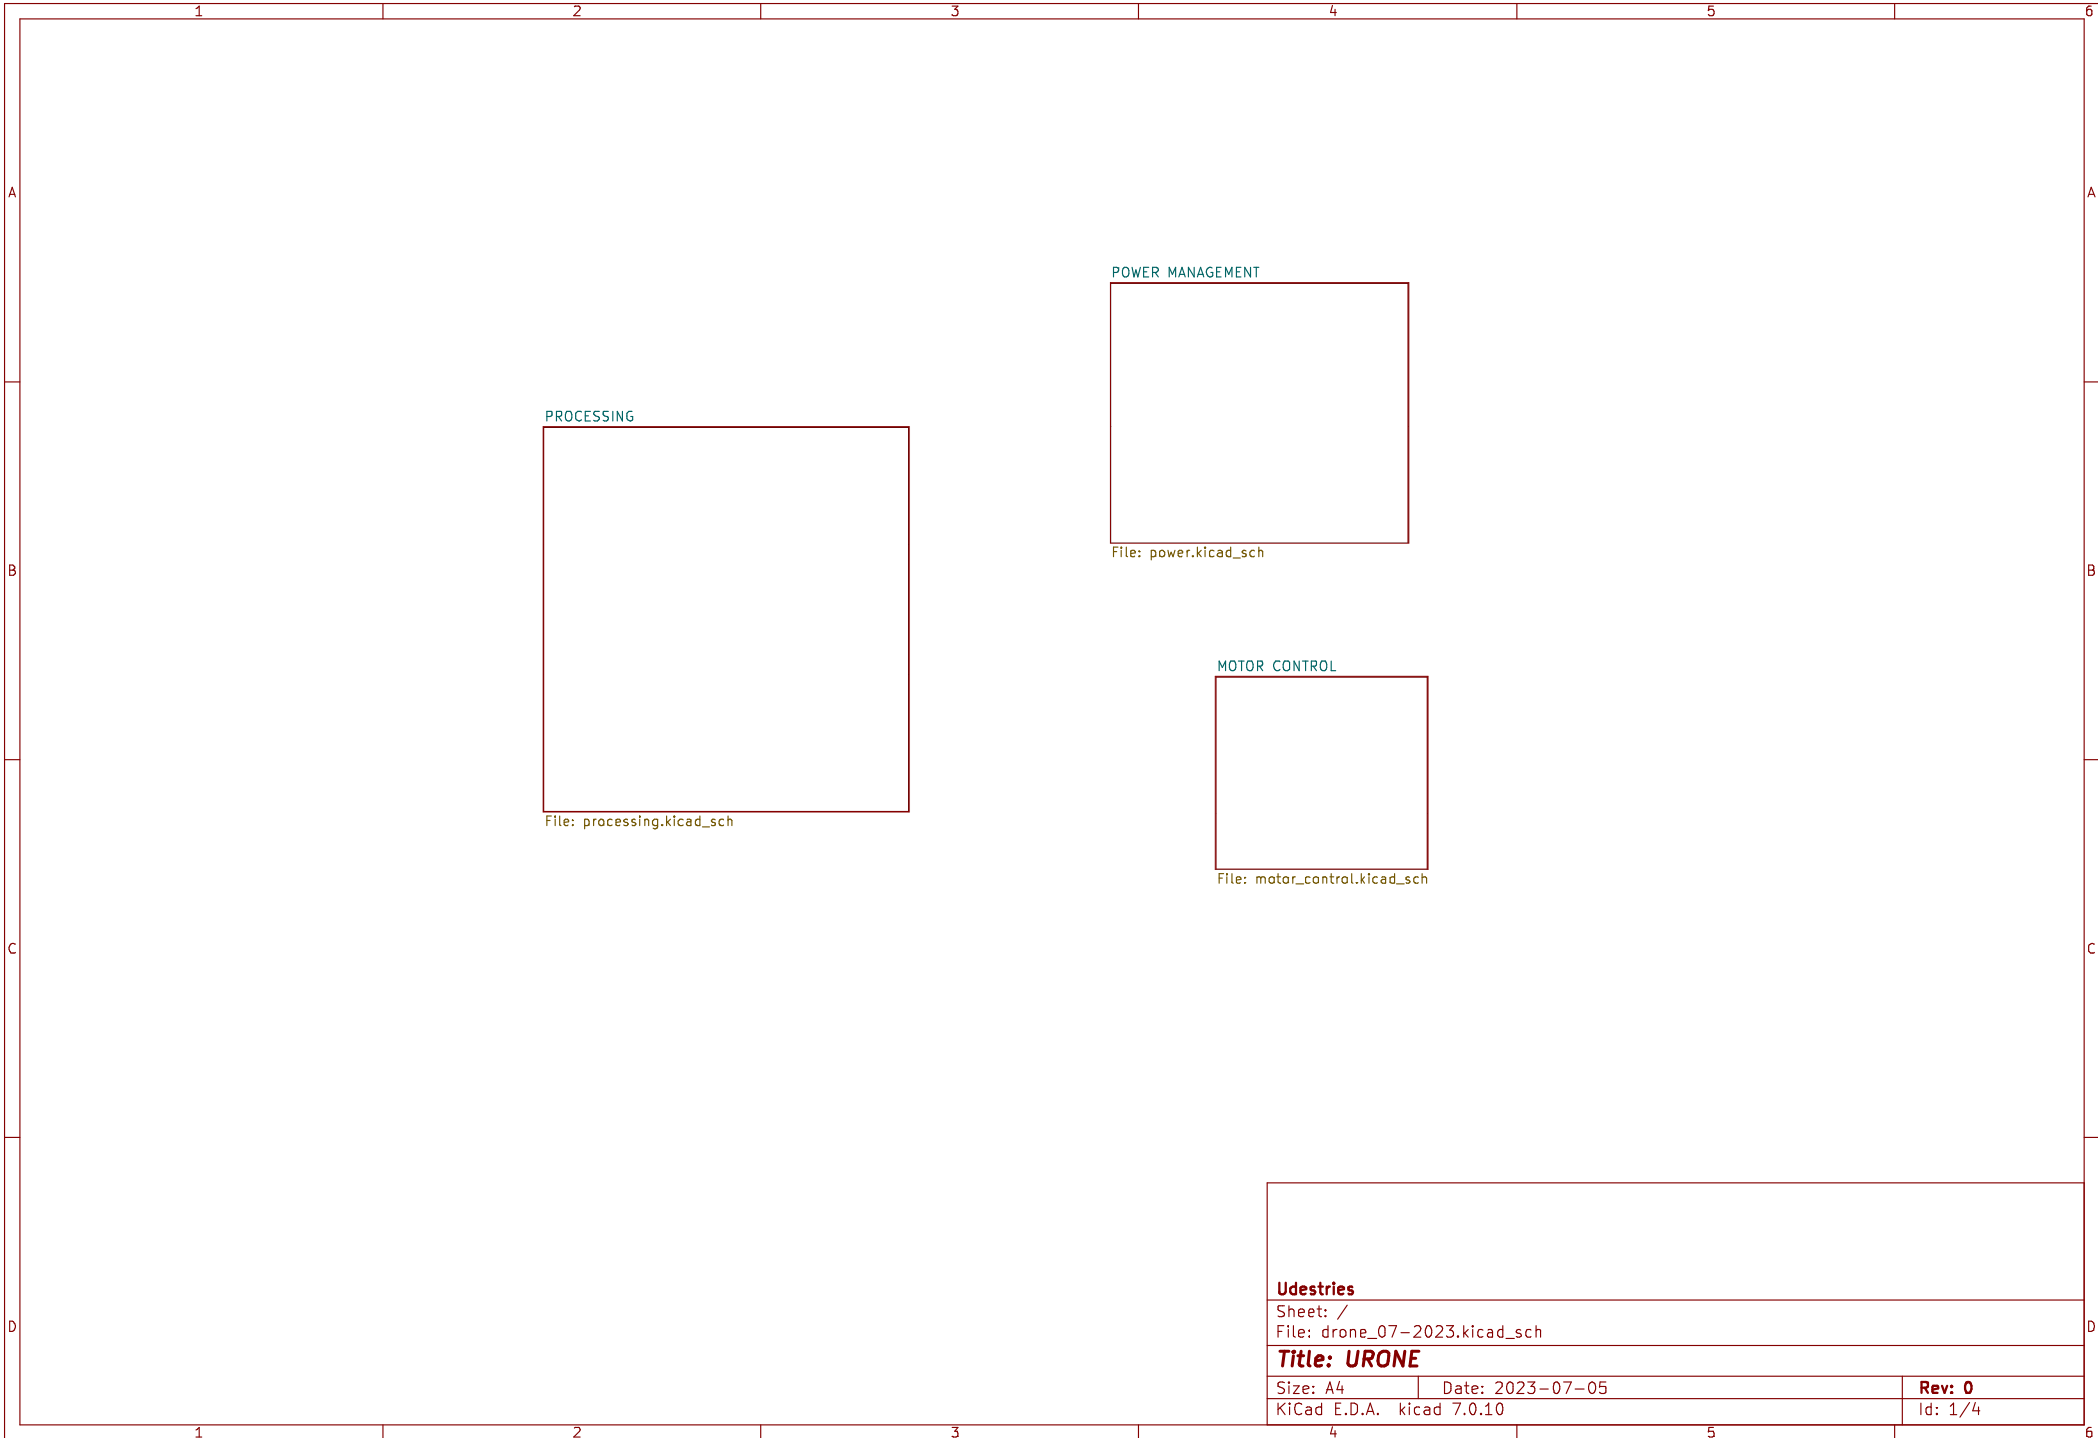 1 2 3 4 5 6
A A
POWER MANAGEMENT
PROCESSING
File: power.kicad_sch
B B
MOTOR CONTROL
File: processing.kicad_sch
File: motor_control.kicad_sch
C C
Udestries
Sheet: /
D D
File: drone_07-2023.kicad_sch
Title: URONE
Size: A4 Date: 2023-07-05 Rev: 0
KiCad E.D.A. kicad 7.0.10 Id: 1/4
1 2 3 4 5 6